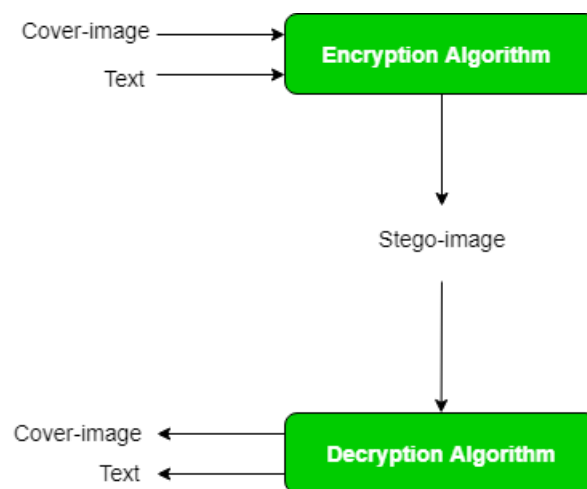 Cover-image
Encryption Algorithm
Text
Stego-image
Cover-image
Decryption Algorithm
Text